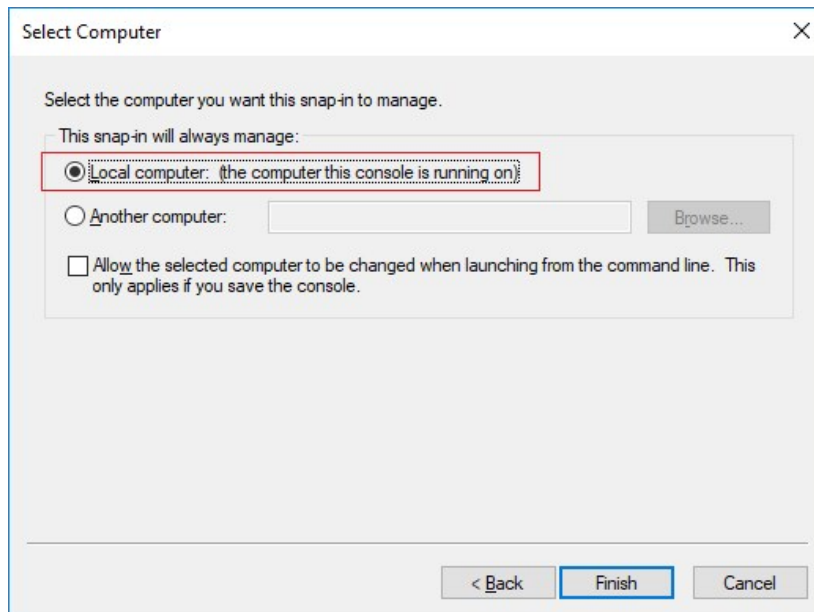 Select Computer
Select the computer you want this snap-in to manage.
This snap-in will always manage:
Local computer: (the computer this console is running on)
Another computer:
Browse...
Allow the selected computer to be changed when launching from the command line. This
only applies if you save the console.
< Back
Finish
Cancel